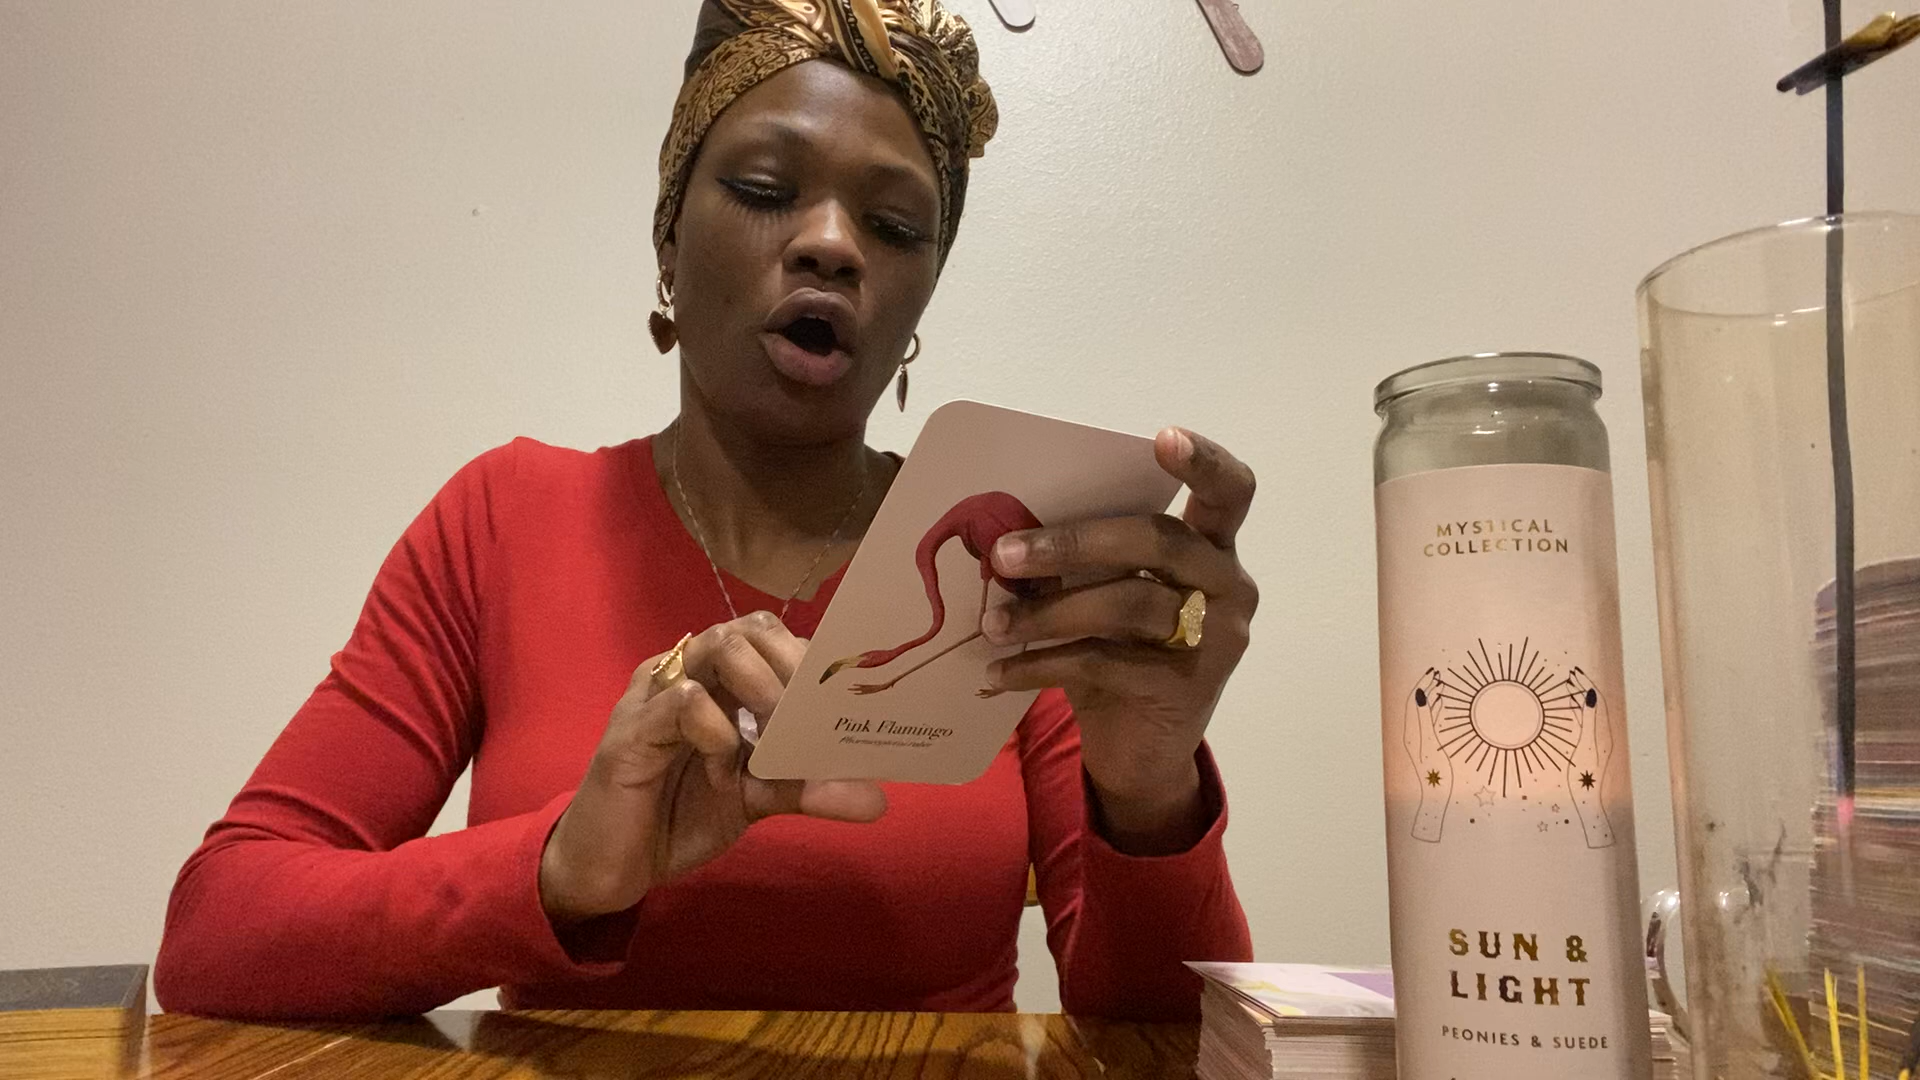 Pink Flamingo
MYSTICAL
COLLECTION
SUN &
LIGHT
PEONIES & SUEDE